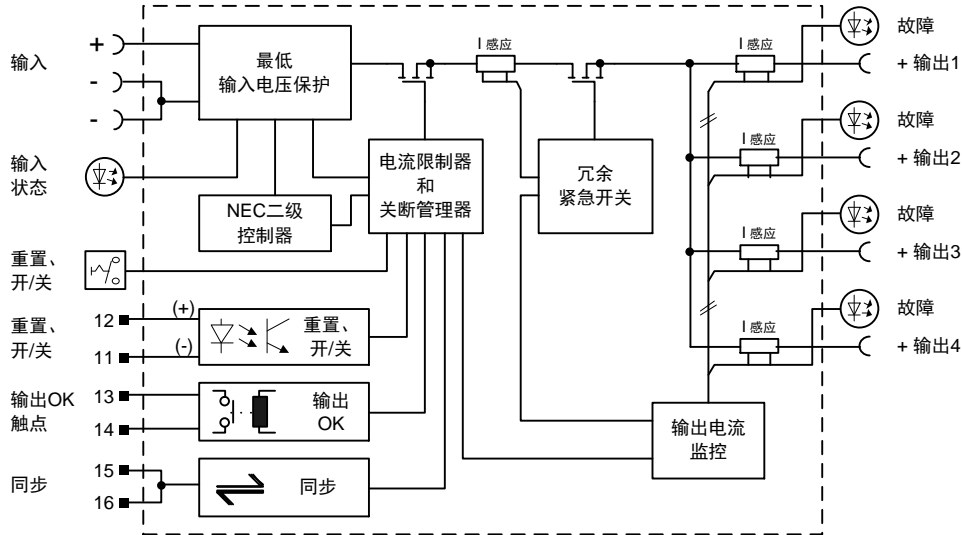 输入
+
-
-
最低
输入电压保护
I 感应
I 感应
故障
+ 输出1
输入
状态
NEC二级
控制器
电流限制器
和
关断管理器
冗余
紧急开关
I 感应
故障
+ 输出2
重置、
开/关
I 感应
故障
+ 输出3
重置、
开/关
12
(+)
11
(-)
重置、
开/关
I 感应
故障
+ 输出4
输出OK
触点
13
14
输出
OK
输出电流
监控
同步
15
16
同步